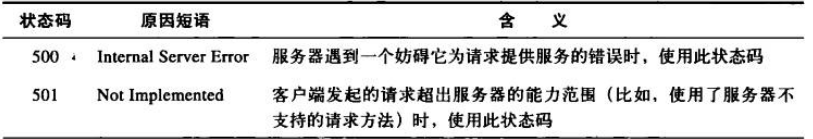 状态码 原因短语 含 义
500 Internal Server Error 服务器遇到一个妨碍它为请求提供服务的错误时，使用此状态码
501 Not Implemented 客户端发起的请求超出服务器的能力范围（比如，使用了服务器不
支持的请求方法）时，使用此状态码